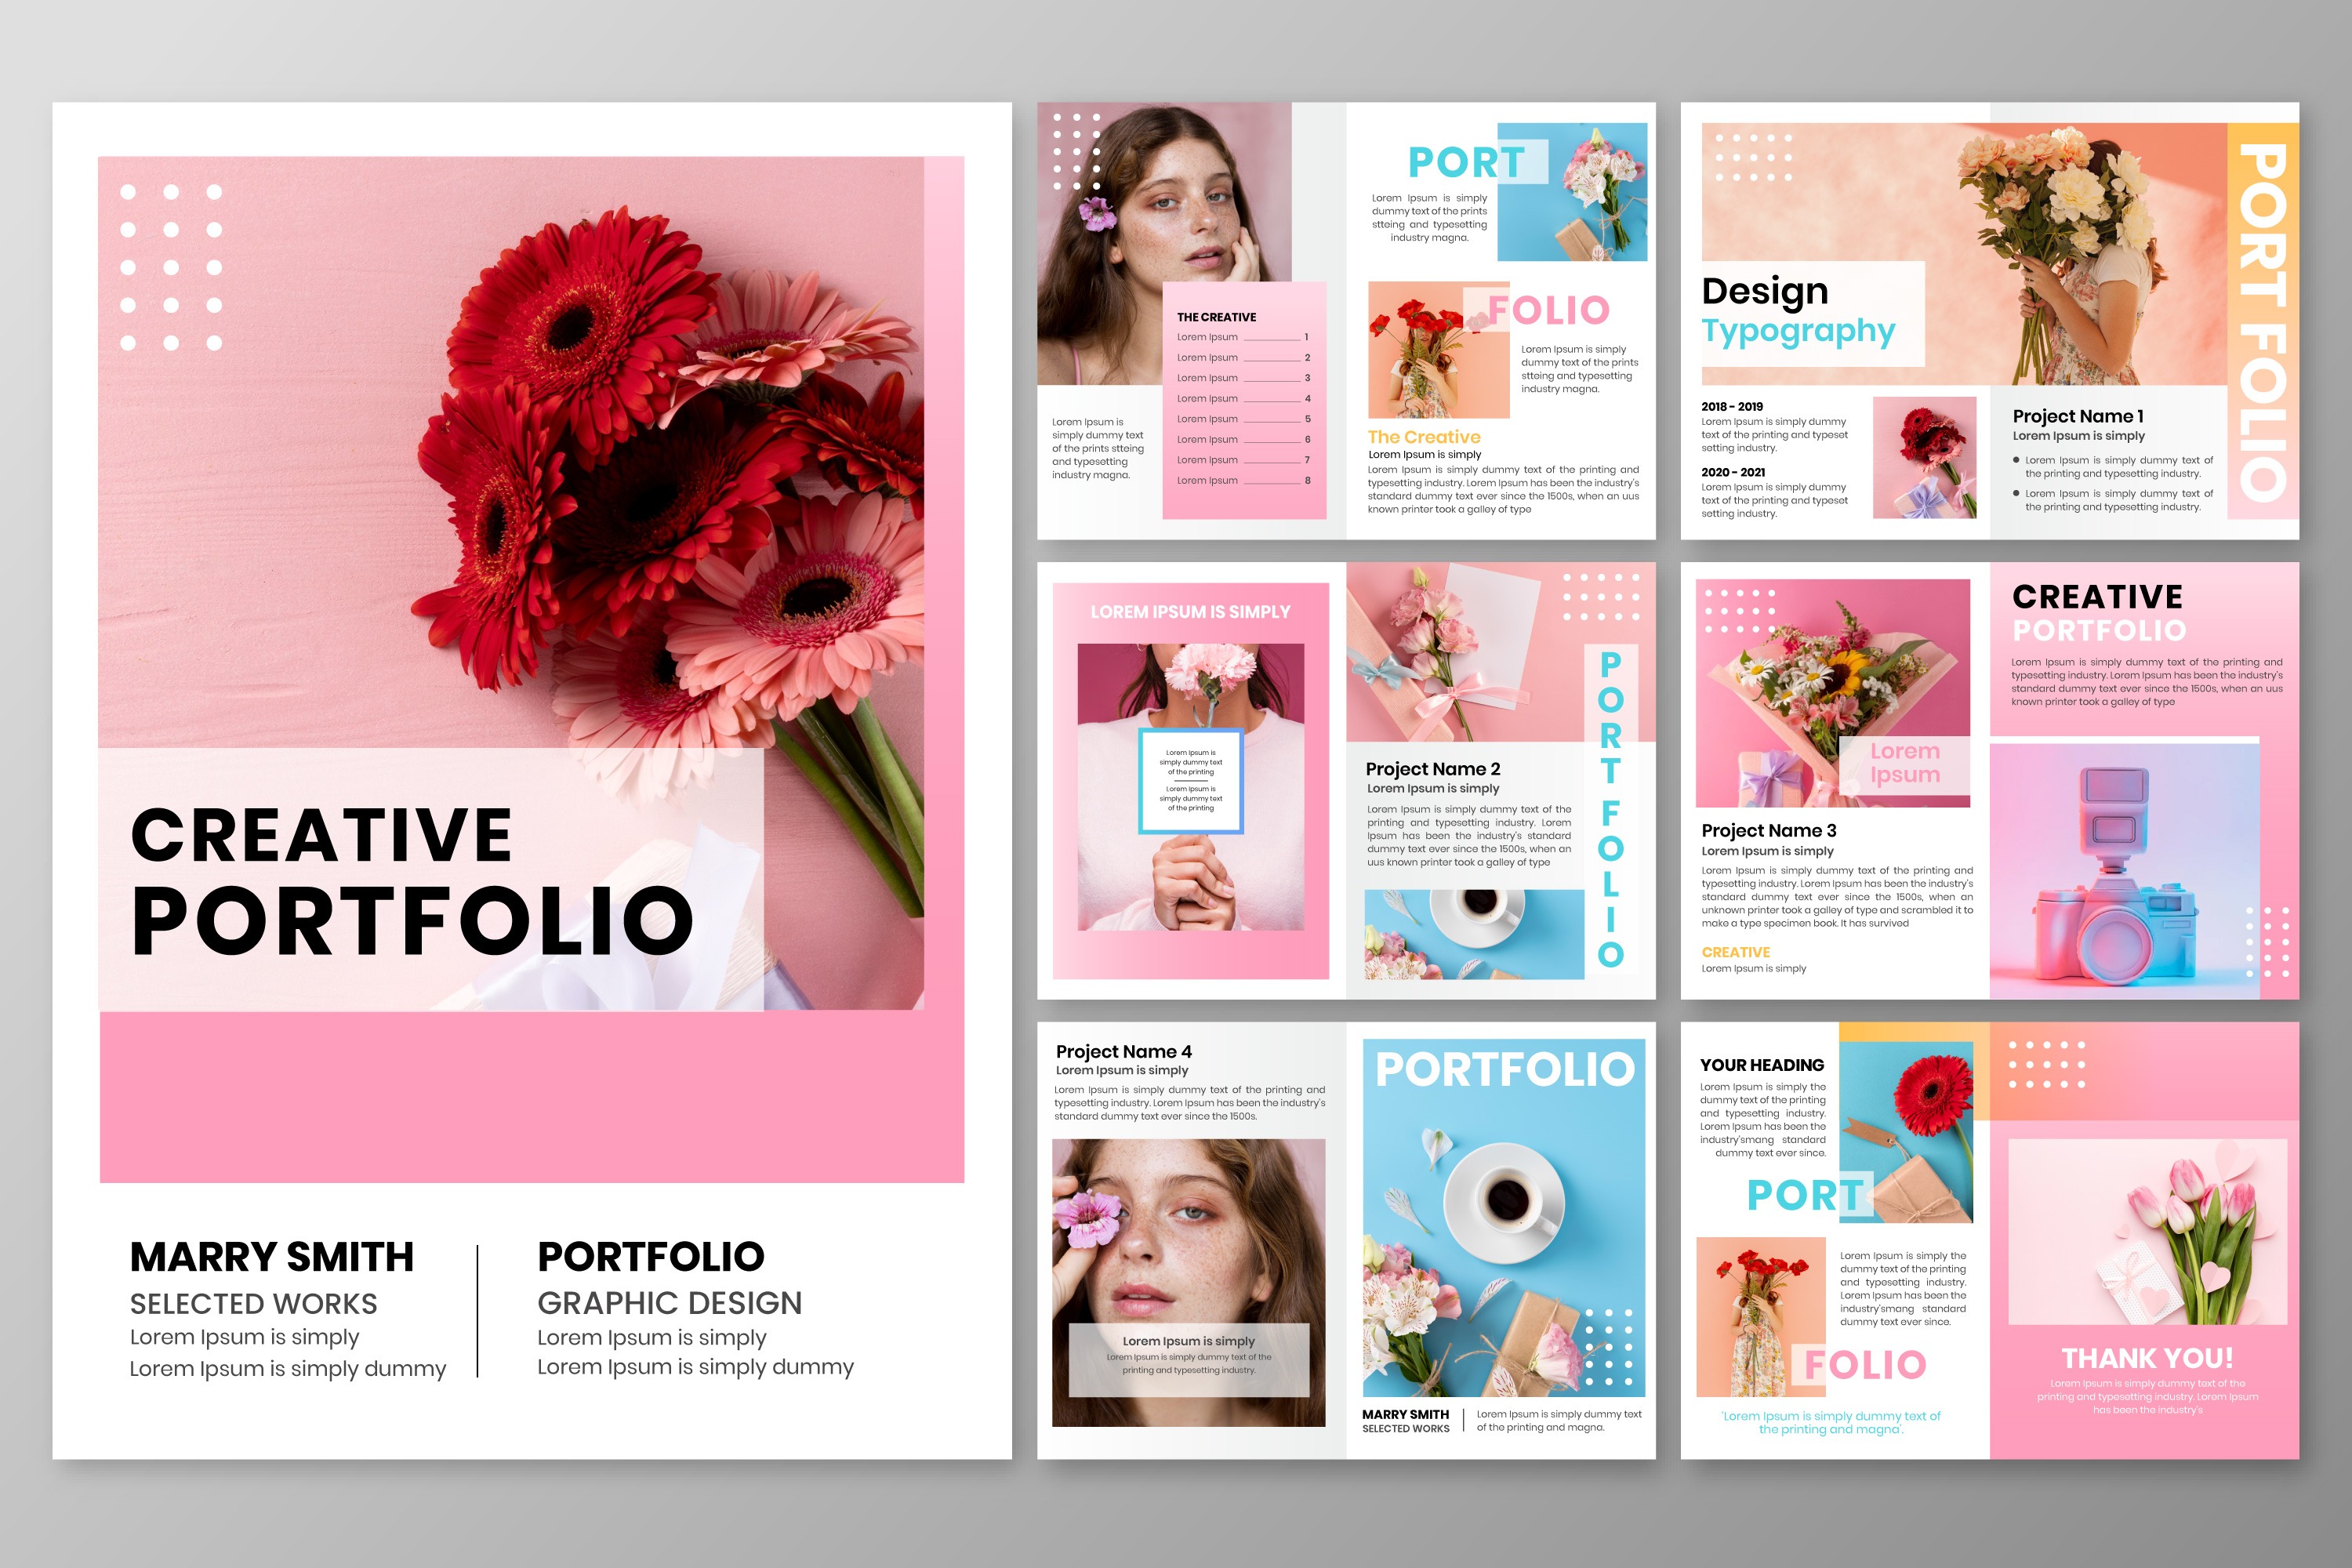 CREATIVE
PORTFOLIO
MARRY SMITH
SELECTED WORKS
Lorem Ipsum is simply
Lorem Ipsum is simply dummy
PORTFOLIO
GRAPHIC DESIGN
Lorem Ipsum is simply
Lorem Ipsum is simply dummy
THE CREATIVE
Lorem Ipsum 1
Lorem Ipsum 2
Lorem Ipsum 3
Lorem Ipsum 4
Lorem Ipsum 5
Lorem Ipsum 6
Lorem Ipsum 7
Lorem Ipsum 8
Lorem Ipsum is
simply dummy text
of the prints stteing
and typesetting
industry magna.
PORT
Lorem Ipsum is simply
dummy text of the prints
stteing and typesetting
industry magna.
FOLIO
Lorem Ipsum is simply
dummy text of the prints
stteing and typesetting
industry magna.
The Creative
Lorem Ipsum is simply
Lorem Ipsum is simply dummy text of the printing and
typesetting industry. Lorem Ipsum has been the industry's
standard dummy text ever since the 1500s, when an uus
known printer took a galley of type
Design
Typography
PORT FOLIO
2018 - 2019
Lorem Ipsum is simply dummy
text of the printing and typeset
setting industry.
2020 - 2021
Lorem Ipsum is simply dummy
text of the printing and typeset
setting industry.
Project Name 1
Lorem Ipsum is simply
Lorem Ipsum is simply dummy text of
the printing and typesetting industry.
Lorem Ipsum is simply dummy text of
the printing and typesetting industry.
LOREM IPSUM IS SIMPLY
Lorem Ipsum is
simply dummy text
of the printing
Lorem Ipsum is
simply dummy text
of the printing
PORT FOLIO
Project Name 2
Lorem Ipsum is simply
Lorem Ipsum is simply dummy text of the
printing and typesetting industry. Lorem
Ipsum has been the industry's standard
dummy text ever since the 1500s, when an
uus known printer took a galley of type
Lorem
Ipsum
Project Name 3
Lorem Ipsum is simply
Lorem Ipsum is simply dummy text of the printing and
typesetting industry. Lorem Ipsum has been the industry's
standard dummy text ever since the 1500s, when an
unknown printer took a galley of type and scrambled it to
make a type specimen book. It has survived
CREATIVE
Lorem Ipsum is simply
CREATIVE
PORTFOLIO
Lorem Ipsum is simply dummy text of the printing and
typesetting industry. Lorem Ipsum has been the industry's
standard dummy text ever since the 1500s, when an uus
known printer took a galley of type
Project Name 4
Lorem Ipsum is simply
Lorem Ipsum is simply dummy text of the printing and
typesetting industry. Lorem Ipsum has been the industry's
standard dummy text ever since the 1500s.
Lorem Ipsum is simply
Lorem Ipsum is simply dummy text of the
printing and typesetting industry.
PORTFOLIO
MARRY SMITH
SELECTED WORKS
Lorem Ipsum is simply dummy text
of the printing and magna.
YOUR HEADING
Lorem Ipsum is simply the
dummy text of the printing
and typesetting industry.
Lorem Ipsum has been the
industry'smang standard
dummy text ever since.
PORT
Lorem Ipsum is simply the
dummy text of the printing
and typesetting industry.
Lorem Ipsum has been the
industry'smang standard
dummy text ever since.
FOLIO
'Lorem Ipsum is simply dummy text of
the printing and magna'.
THANK YOU!
Lorem Ipsum is simply dummy text of the
printing and typesetting industry. Lorem Ipsum
has been the industry's